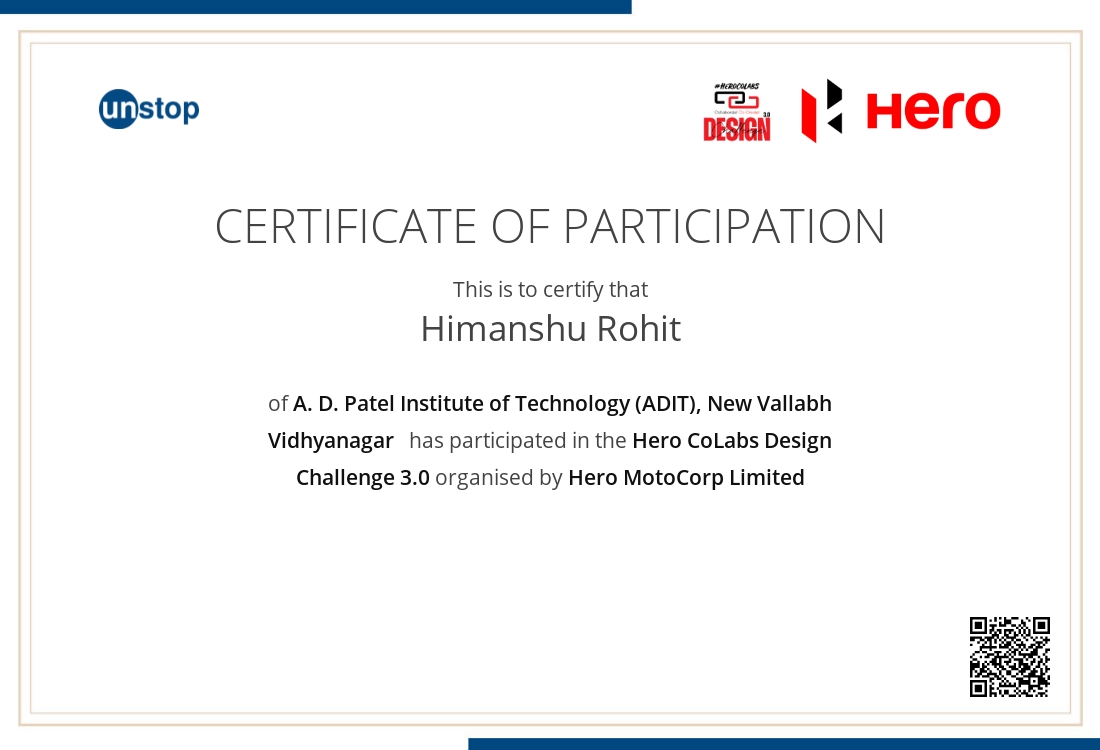 unstop
#HEROCOLABS
3.0
DESIGN
Hero
CERTIFICATE OF PARTICIPATION
This is to certify that
Himanshu Rohit
of A. D. Patel Institute of Technology (ADIT), New Vallabh
Vidhyanagar has participated in the Hero CoLabs Design
Challenge 3.0 organised by Hero MotoCorp Limited